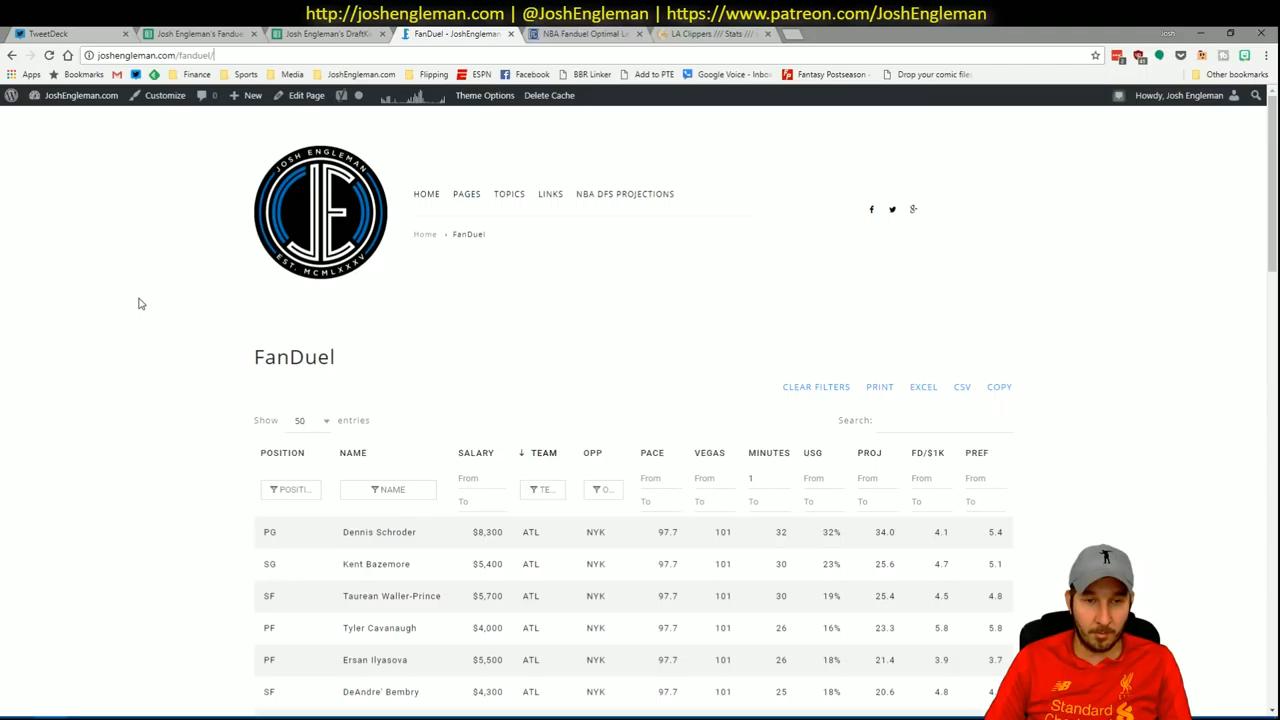 http://joshengleman.com | @JoshEngleman | https://www.patreon.com/JoshEngleman
TweetDeck
Josh Engleman's Fandue
Josh Engleman's DraftKi
FanDuel - JoshEngleman
NBA Fanduel Optimal Li
LA Clippers /// Stats ///
Josh
joshengleman.com/fanduel/
Apps
Bookmarks
Finance
Sports
Media
JoshEngleman.com
Flipping
ESPN
Facebook
BBR Linker
Add to PTE
Google Voice - Inbo
Fantasy Postseason -
Drop your comic files
Other bookmarks
JoshEngleman.com
Customize
0
New
Edit Page
Theme Options
Delete Cache
Howdy, Josh Engleman
JOSH ENGLEMAN
JE
EST. MCMLXXXV
HOME PAGES TOPICS LINKS NBA DFS PROJECTIONS
Home › FanDuel
FanDuel
CLEAR FILTERS PRINT EXCEL CSV COPY
Show 50 entries
Search:
POSITION NAME SALARY TEAM OPP PACE VEGAS MINUTES USG PROJ FD/$1K PREF
From From From 1 From From From From
POSITI... NAME TE... O...
To To To To To To To To
PG Dennis Schroder $8,300 ATL NYK 97.7 101 32 32% 34.0 4.1 5.4
SG Kent Bazemore $5,400 ATL NYK 97.7 101 30 23% 25.6 4.7 5.1
SF Taurean Waller-Prince $5,700 ATL NYK 97.7 101 30 19% 25.4 4.5 4.8
PF Tyler Cavanaugh $4,000 ATL NYK 97.7 101 26 16% 23.3 5.8 5.8
PF Ersan Ilyasova $5,500 ATL NYK 97.7 101 26 18% 21.4 3.9 3.7
SF DeAndre' Bembry $4,300 ATL NYK 97.7 101 25 18% 20.6 4.8
Standard